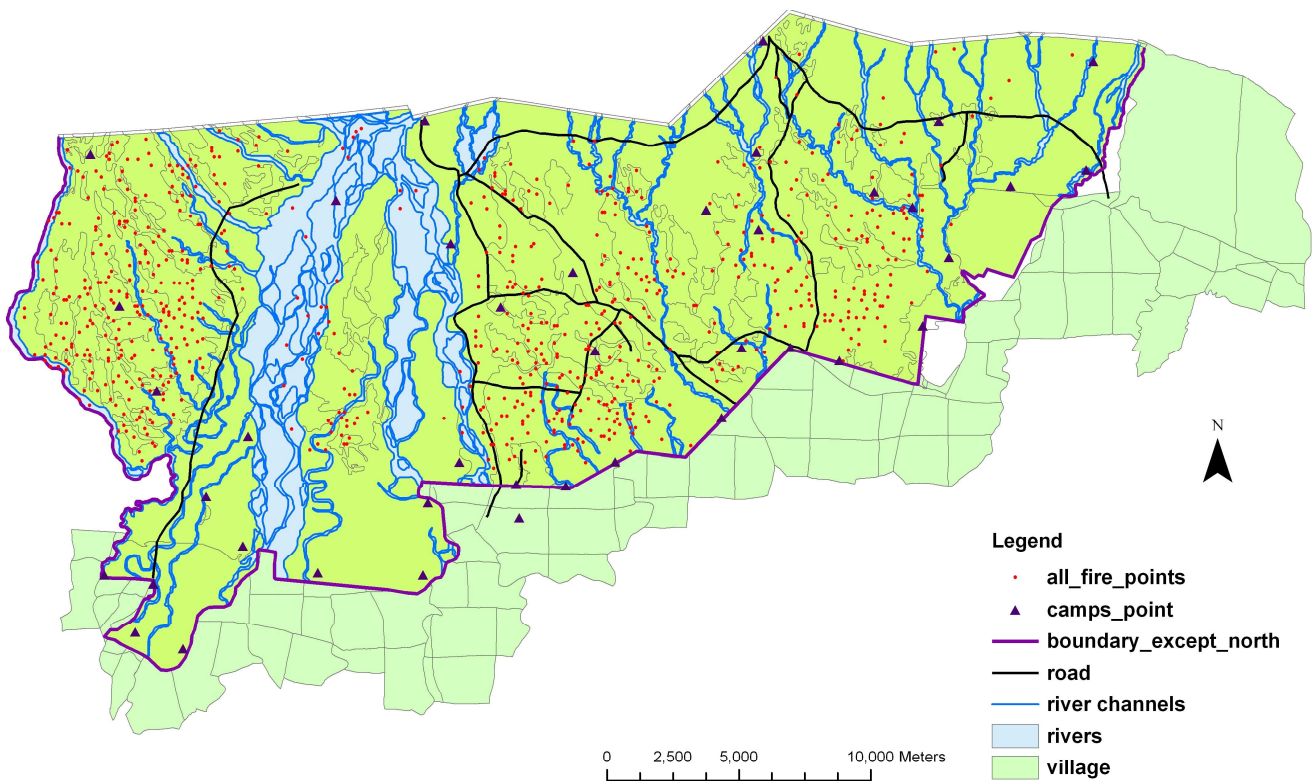 N
Legend
all_fire_points
camps_point
boundary_except_north
road
river channels
rivers
village
0 2,500 5,000 10,000 Meters